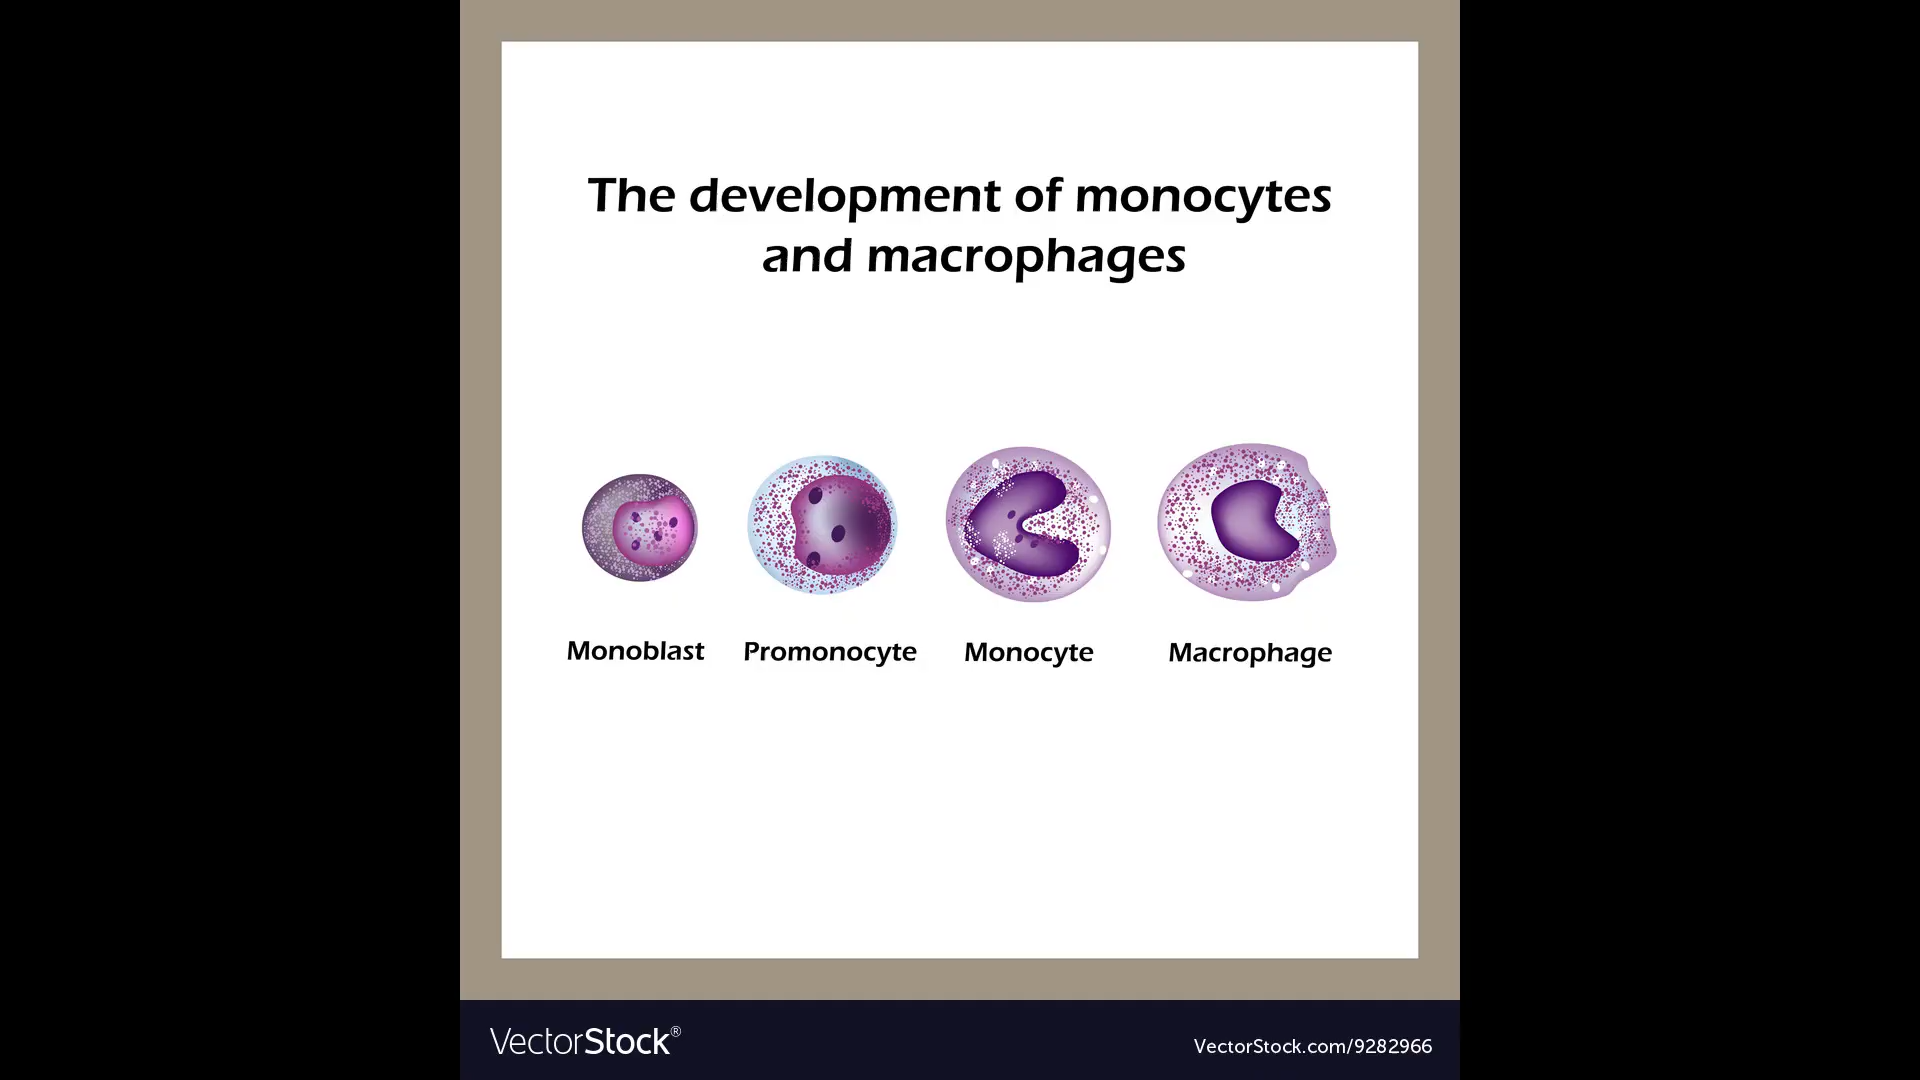 The development of monocytes
and macrophages
Monoblast Promonocyte Monocyte Macrophage
VectorStock® VectorStock.com/9282966